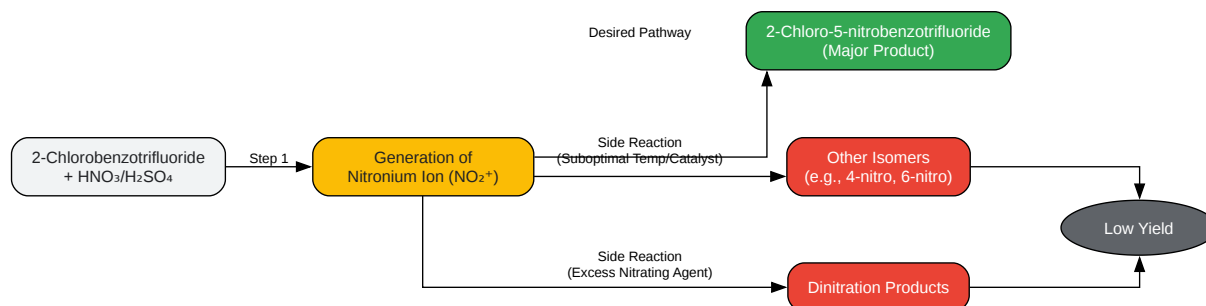 Desired Pathway
2-Chloro-5-nitrobenzotrifluoride
(Major Product)
2-Chlorobenzotrifluoride
+ HNO₃/H₂SO₄
Step 1
Generation of
Nitronium Ion (NO₂⁺)
Side Reaction
(Suboptimal Temp/Catalyst)
Other Isomers
(e.g., 4-nitro, 6-nitro)
Low Yield
Side Reaction
(Excess Nitrating Agent)
Dinitration Products